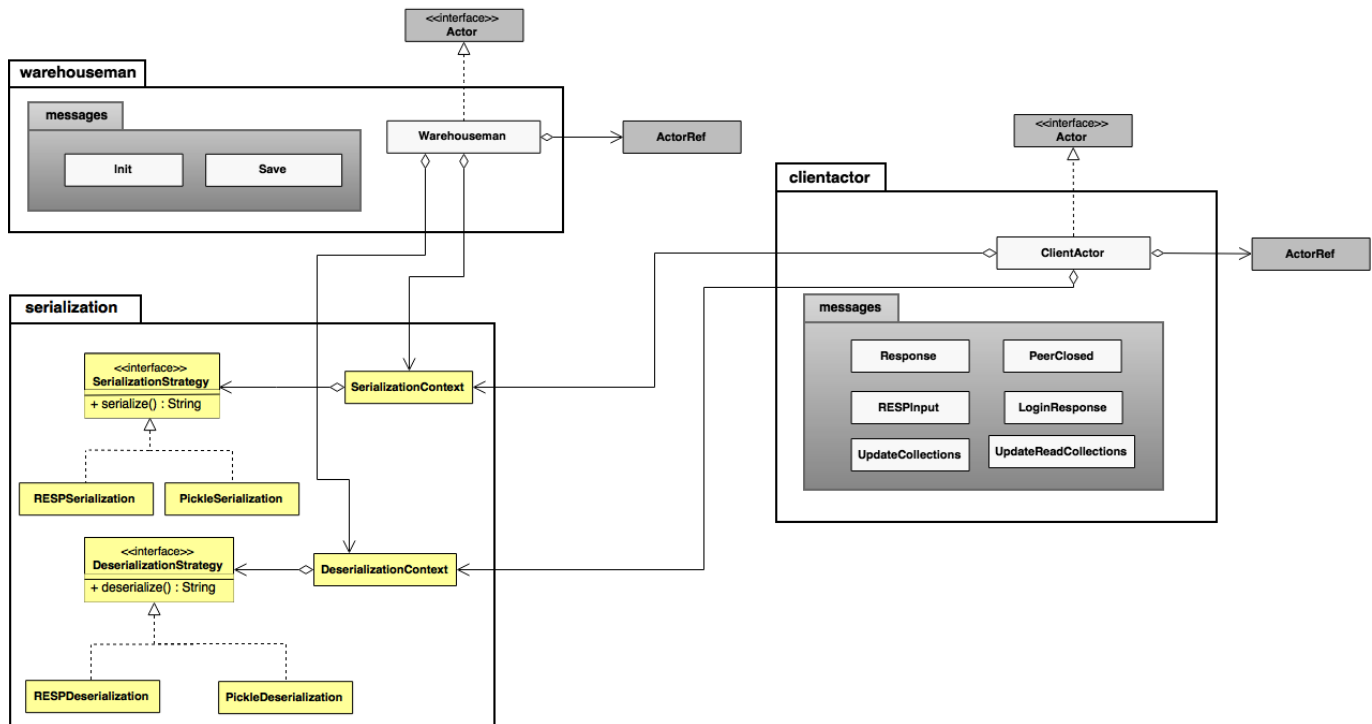 <<interface>>
Actor
warehouseman
messages
Init
Save
Warehouseman
ActorRef
<<interface>>
Actor
clientactor
ClientActor
ActorRef
messages
Response
PeerClosed
RESPInput
LoginResponse
UpdateCollections
UpdateReadCollections
serialization
<<interface>>
SerializationStrategy
+ serialize() : String
SerializationContext
RESPSerialization
PickleSerialization
<<interface>>
DeserializationStrategy
+ deserialize() : String
DeserializationContext
RESPDeserialization
PickleDeserialization